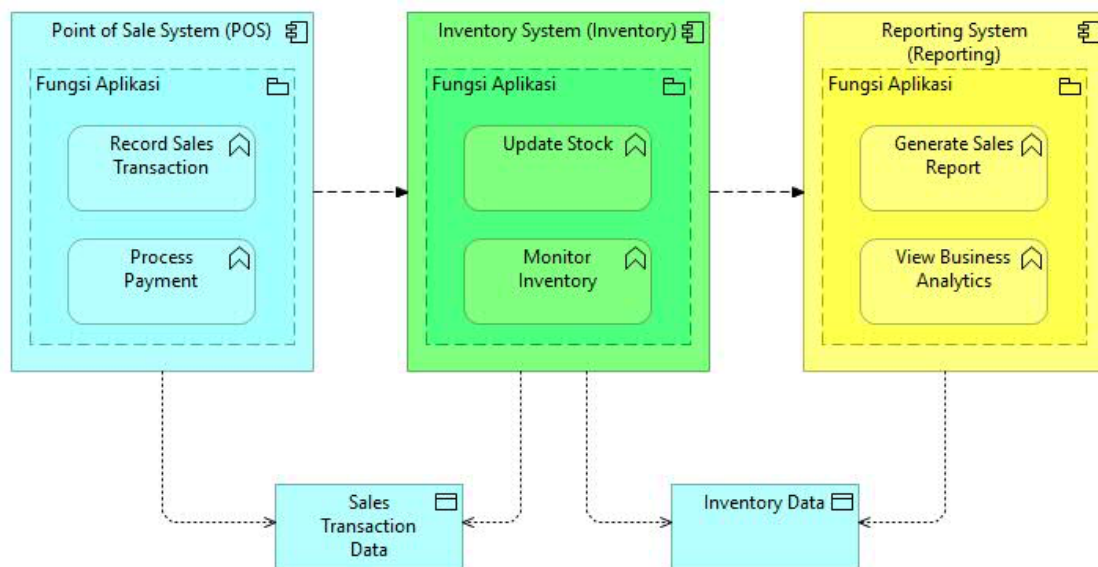 Point of Sale System (POS)
Fungsi Aplikasi
Record Sales
Transaction
Process
Payment
Inventory System (Inventory)
Fungsi Aplikasi
Update Stock
Monitor
Inventory
Reporting System
(Reporting)
Fungsi Aplikasi
Generate Sales
Report
View Business
Analytics
Sales
Transaction
Data
Inventory Data